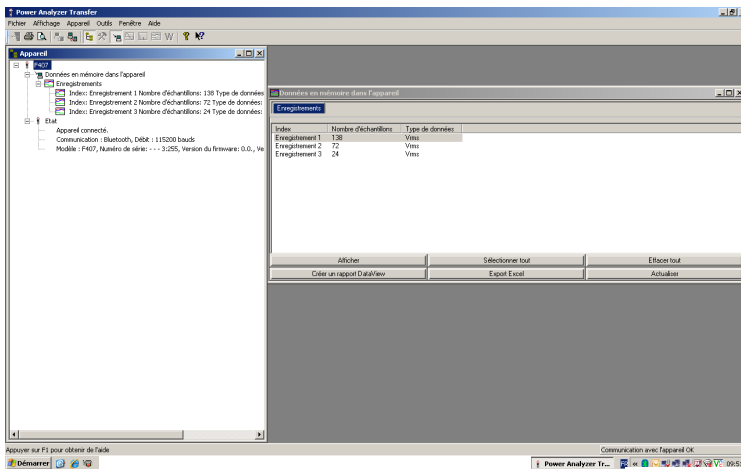 Power Analyzer Transfer
Fichier Affichage Appareil Outils Fenêtre Aide
W
Appareil
F407
Données en mémoire dans l'appareil
Enregistrements
Index: Enregistrement 1 Nombre d'échantillons: 138 Type de données
Index: Enregistrement 2 Nombre d'échantillons: 72 Type de données:
Index: Enregistrement 3 Nombre d'échantillons: 24 Type de données:
Etat
Appareil connecté.
Communication : Bluetooth, Débit : 115200 bauds
Modèle : F407, Numéro de série: - - - 3:255, Version du firmware: 0.0., Ve
Données en mémoire dans l'appareil
Enregistrements
Index Nombre d'échantillons Type de données
Enregistrement 1 138 Vrms
Enregistrement 2 72 Vrms
Enregistrement 3 24 Vrms
Afficher Sélectionner tout Effacer tout
Créer un rapport DataView Export Excel Actualiser
Appuyer sur F1 pour obtenir de l'aide Communication avec l'appareil OK
Démarrer Power Analyzer Tr... FR « 09:5